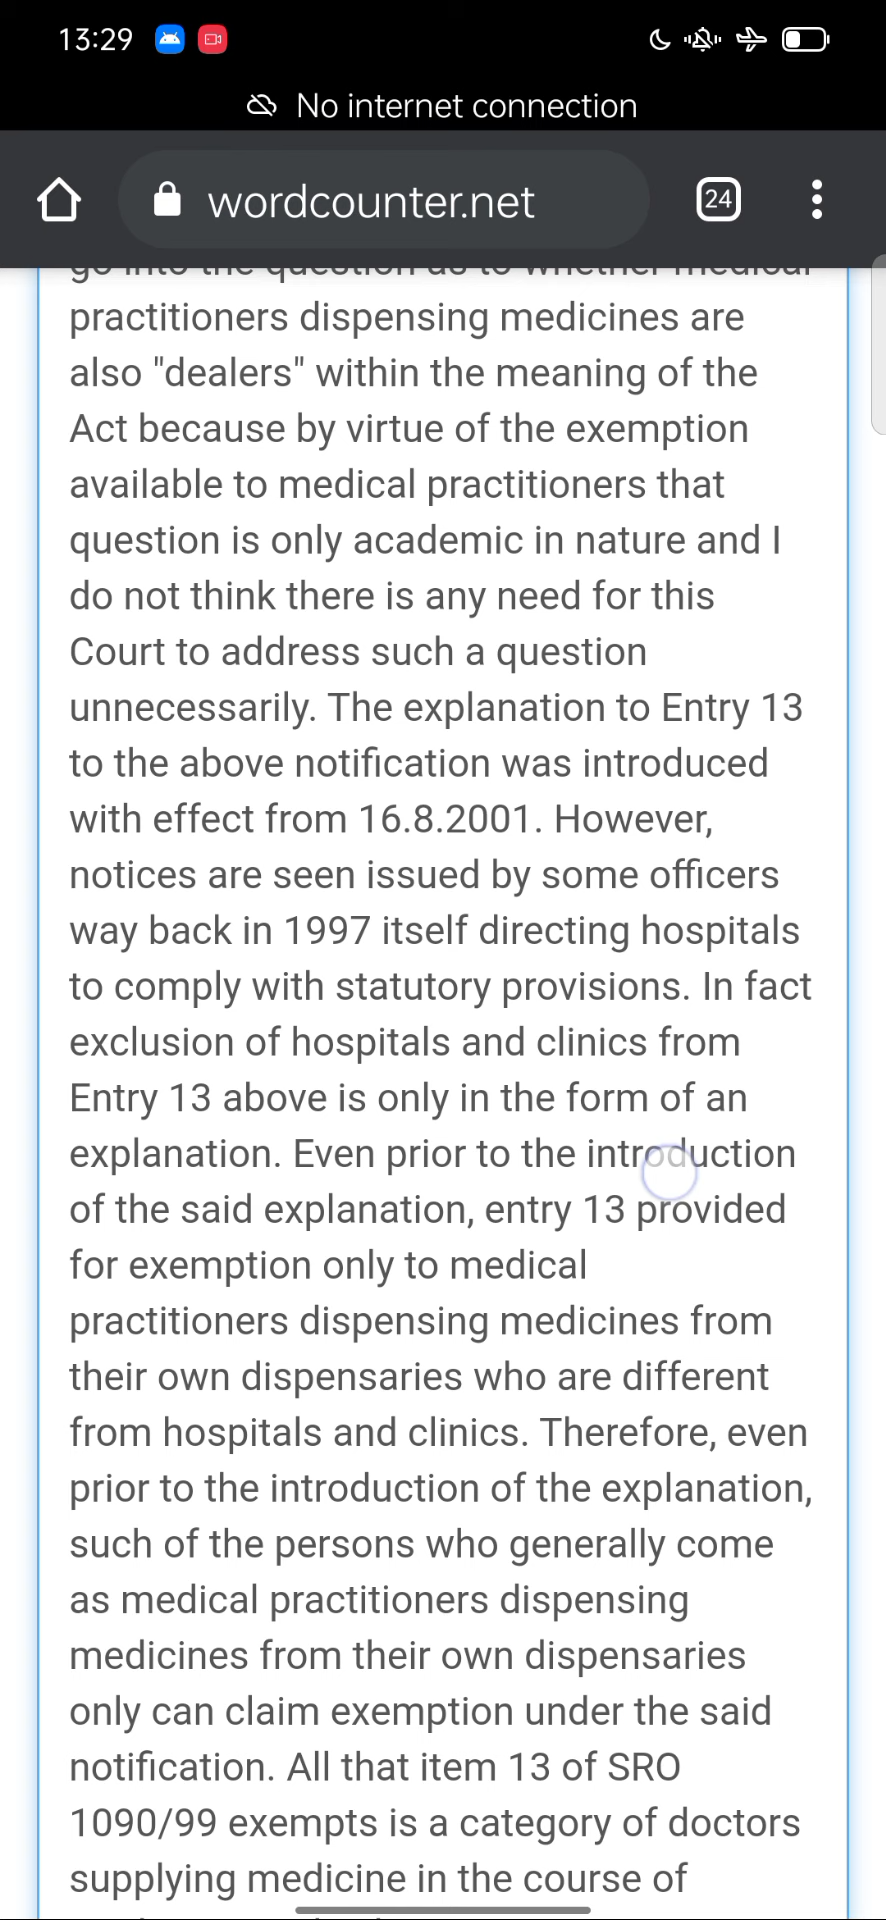 13:29
No internet connection
wordcounter.net
24
go into the question as to whether medical
practitioners dispensing medicines are
also "dealers" within the meaning of the
Act because by virtue of the exemption
available to medical practitioners that
question is only academic in nature and I
do not think there is any need for this
Court to address such a question
unnecessarily. The explanation to Entry 13
to the above notification was introduced
with effect from 16.8.2001. However,
notices are seen issued by some officers
way back in 1997 itself directing hospitals
to comply with statutory provisions. In fact
exclusion of hospitals and clinics from
Entry 13 above is only in the form of an
explanation. Even prior to the introduction
of the said explanation, entry 13 provided
for exemption only to medical
practitioners dispensing medicines from
their own dispensaries who are different
from hospitals and clinics. Therefore, even
prior to the introduction of the explanation,
such of the persons who generally come
as medical practitioners dispensing
medicines from their own dispensaries
only can claim exemption under the said
notification. All that item 13 of SRO
1090/99 exempts is a category of doctors
supplying medicine in the course of